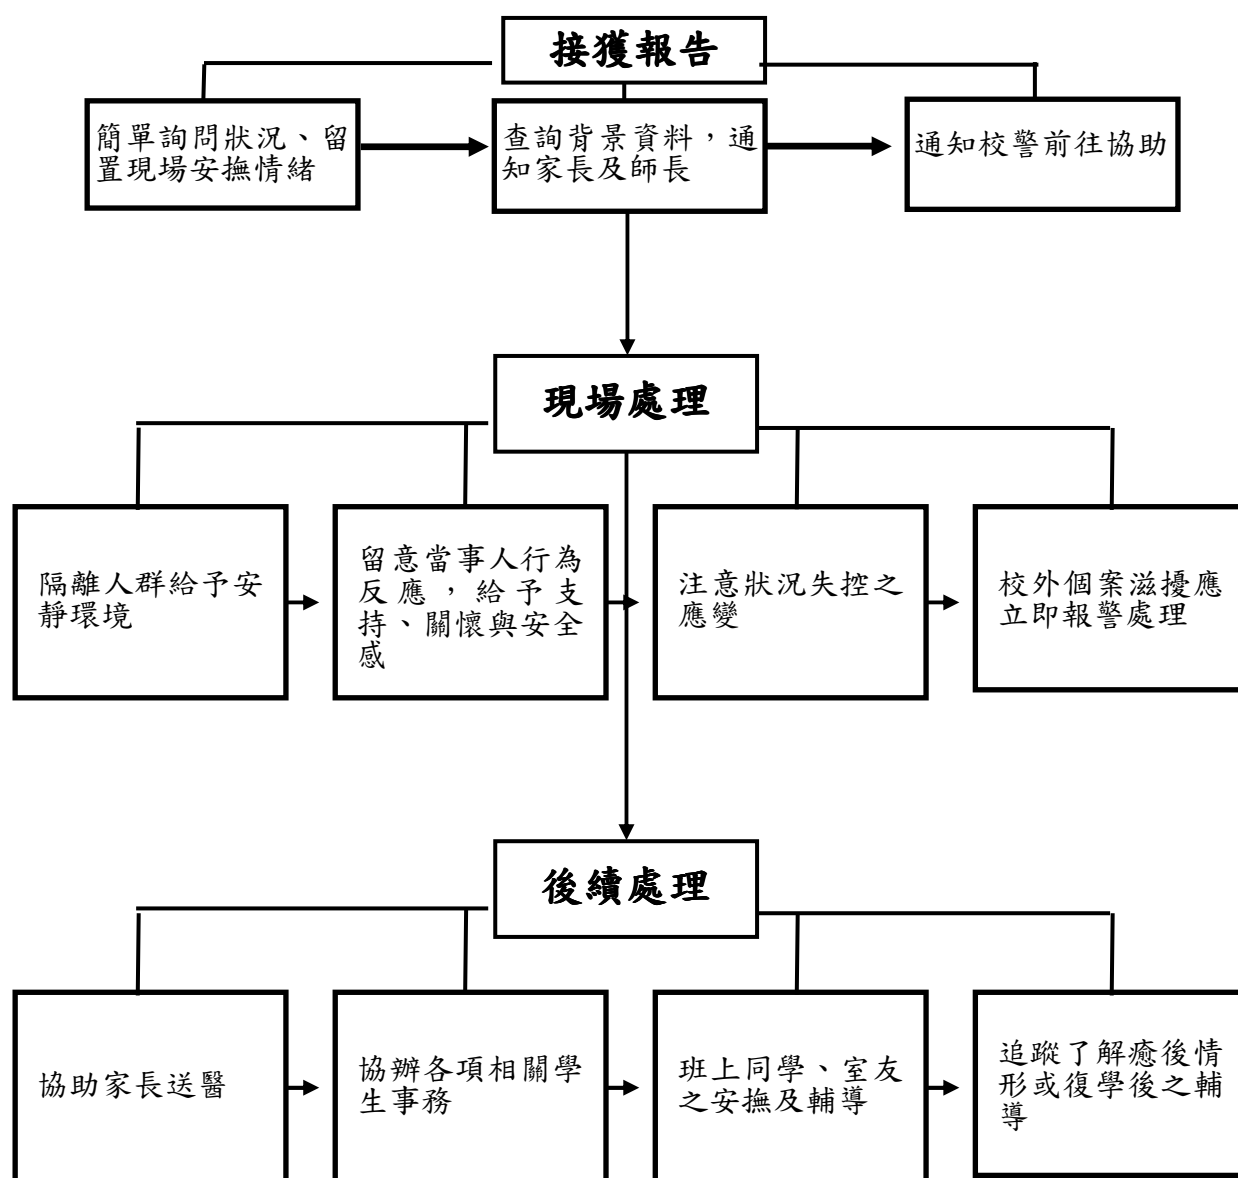 接獲報告
簡單詢問狀況、留
置現場安撫情緒
查詢背景資料，通
知家長及師長
通知校警前往協助
現場處理
隔離人群給予安
靜環境
留意當事人行為
反應，給予支
持、關懷與安全
感
注意狀況失控之
應變
校外個案滋擾應
立即報警處理
後續處理
協助家長送醫
協辦各項相關學
生事務
班上同學、室友
之安撫及輔導
追蹤了解癒後情
形或復學後之輔
導